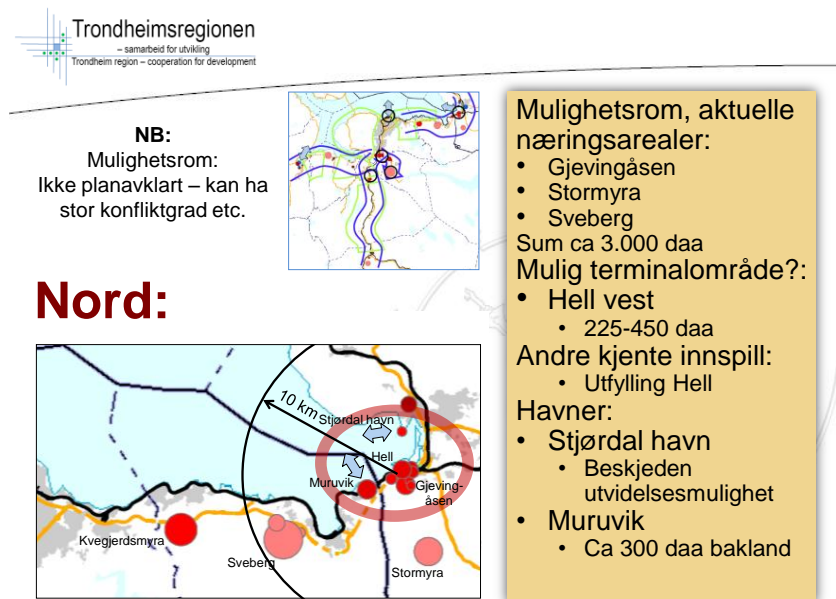 Trondheimsregionen
– samarbeid for utvikling
Trondheim region – cooperation for development
NB:
Mulighetsrom:
Ikke planavklart – kan ha
stor konfliktgrad etc.
Nord:
10 km
Stjørdal havn
Hell
Muruvik
Gjeving-
åsen
Kvegjerdsmyra
Sveberg
Stormyra
Mulighetsrom, aktuelle
næringsarealer:
• Gjevingåsen
• Stormyra
• Sveberg
Sum ca 3.000 daa
Mulig terminalområde?:
• Hell vest
• 225-450 daa
Andre kjente innspill:
• Utfylling Hell
Havner:
• Stjørdal havn
• Beskjeden
utvidelsesmulighet
• Muruvik
• Ca 300 daa bakland